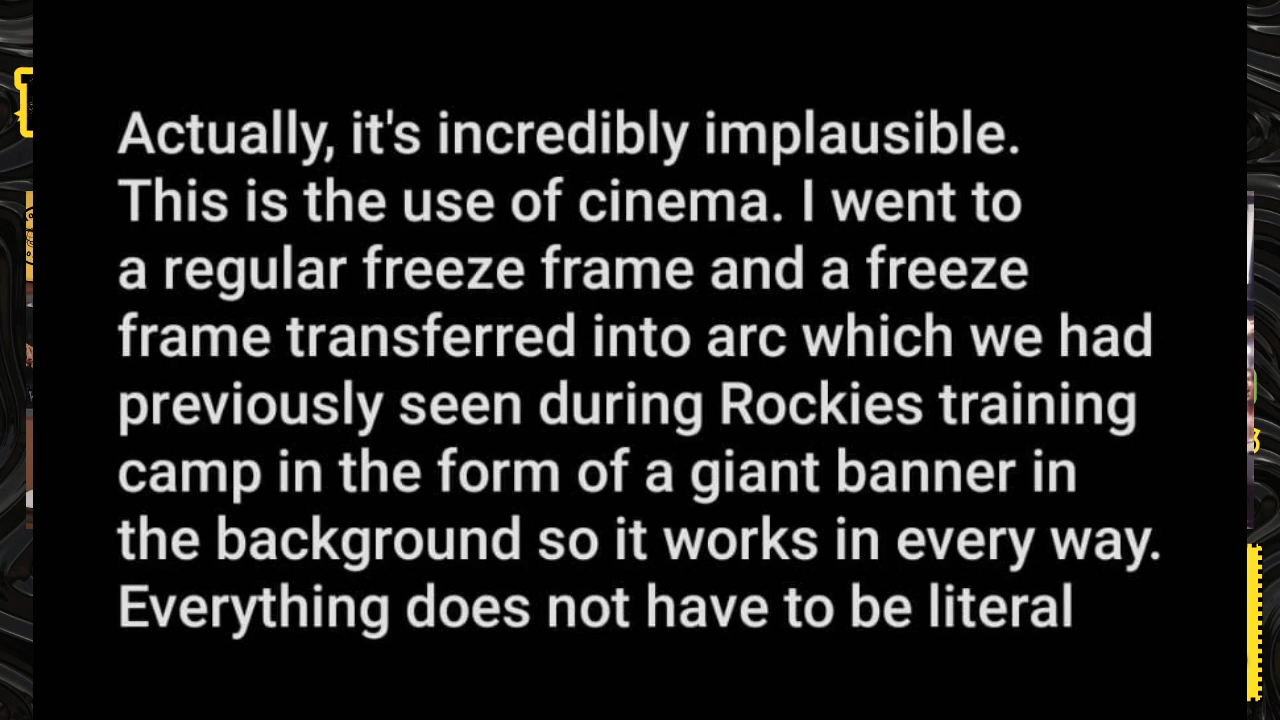 Actually, it's incredibly implausible.
This is the use of cinema. I went to
a regular freeze frame and a freeze
frame transferred into arc which we had
previously seen during Rockies training
camp in the form of a giant banner in
the background so it works in every way.
Everything does not have to be literal